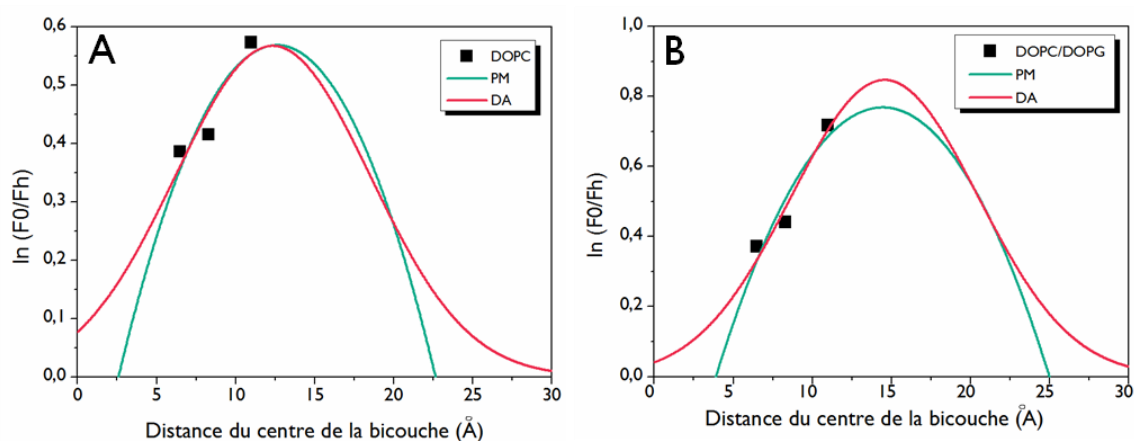 A
DOPC
PM
DA
0,6
0,5
0,4
0,3
0,2
0,1
0,0
ln (F0/Fh)
0 5 10 15 20 25 30
Distance du centre de la bicouche (Å)
B
DOPC/DOPG
PM
DA
1,0
0,8
0,6
0,4
0,2
0,0
ln (F0/Fh)
0 5 10 15 20 25 30
Distance du centre de la bicouche (Å)